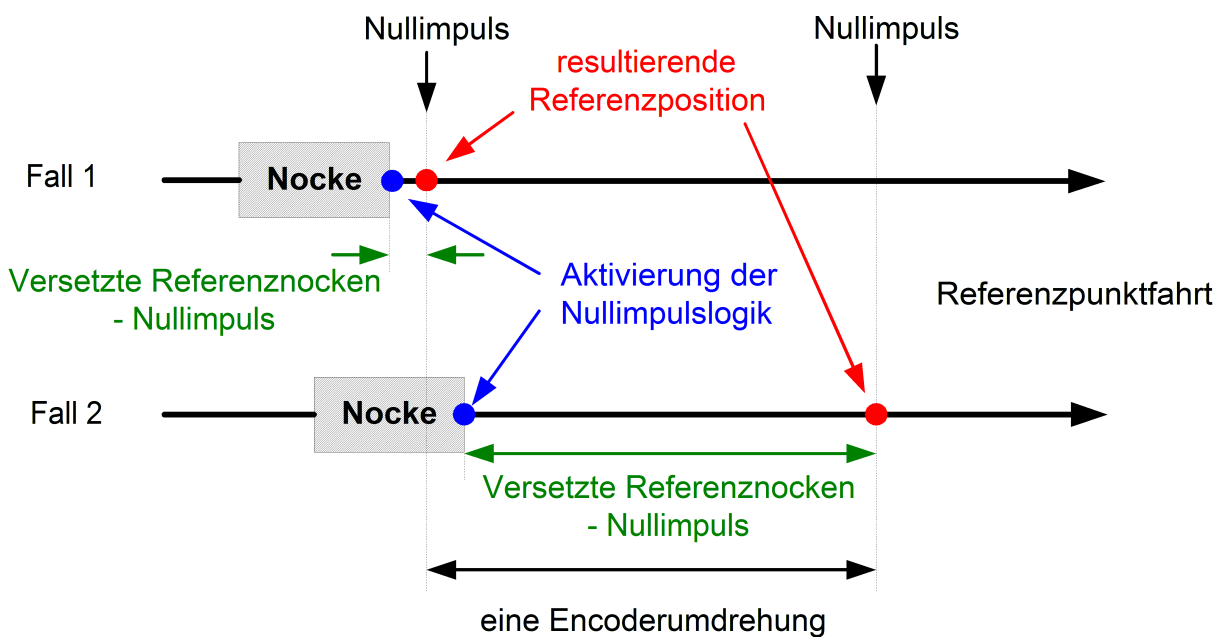 Nullimpuls
Nullimpuls
resultierende
Referenzposition
Fall 1
Nocke
Versetzte Referenznocken
- Nullimpuls
Aktivierung der
Nullimpulslogik
Referenzpunktfahrt
Fall 2
Nocke
Versetzte Referenznocken
- Nullimpuls
eine Encoderumdrehung